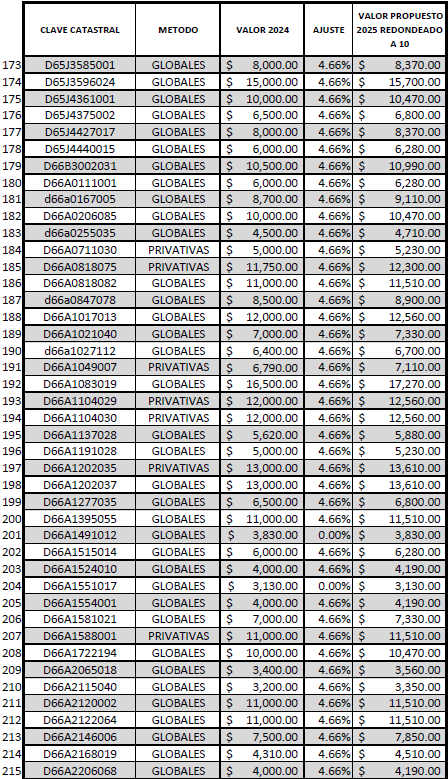 CLAVE CATASTRAL METODO VALOR 2024 AJUSTE VALOR PROPUESTO 2025 REDONDEADO A 10
173 D65J3585001 GLOBALES $ 8,000.00 4.66% $ 8,370.00
174 D65J3596024 GLOBALES $ 15,000.00 4.66% $ 15,700.00
175 D65J4361001 GLOBALES $ 10,000.00 4.66% $ 10,470.00
176 D65J4375002 GLOBALES $ 6,500.00 4.66% $ 6,800.00
177 D65J4427017 GLOBALES $ 8,000.00 4.66% $ 8,370.00
178 D65J4440015 GLOBALES $ 6,000.00 4.66% $ 6,280.00
179 D66B3002031 GLOBALES $ 10,500.00 4.66% $ 10,990.00
180 D66A0111001 GLOBALES $ 6,000.00 4.66% $ 6,280.00
181 d66a0167005 GLOBALES $ 8,700.00 4.66% $ 9,110.00
182 D66A0206085 GLOBALES $ 10,000.00 4.66% $ 10,470.00
183 d66a0255035 GLOBALES $ 4,500.00 4.66% $ 4,710.00
184 D66A0711030 PRIVATIVAS $ 5,000.00 4.66% $ 5,230.00
185 D66A0818075 PRIVATIVAS $ 11,750.00 4.66% $ 12,300.00
186 D66A0818082 GLOBALES $ 11,000.00 4.66% $ 11,510.00
187 d66a0847078 GLOBALES $ 8,500.00 4.66% $ 8,900.00
188 D66A1017013 GLOBALES $ 12,000.00 4.66% $ 12,560.00
189 D66A1021040 GLOBALES $ 7,000.00 4.66% $ 7,330.00
190 d66a1027112 GLOBALES $ 6,400.00 4.66% $ 6,700.00
191 D66A1049007 PRIVATIVAS $ 6,790.00 4.66% $ 7,110.00
192 D66A1083019 GLOBALES $ 16,500.00 4.66% $ 17,270.00
193 D66A1104029 PRIVATIVAS $ 12,000.00 4.66% $ 12,560.00
194 D66A1104030 PRIVATIVAS $ 12,000.00 4.66% $ 12,560.00
195 D66A1137028 GLOBALES $ 5,620.00 4.66% $ 5,880.00
196 D66A1191028 GLOBALES $ 5,000.00 4.66% $ 5,230.00
197 D66A1202035 PRIVATIVAS $ 13,000.00 4.66% $ 13,610.00
198 D66A1202037 GLOBALES $ 13,000.00 4.66% $ 13,610.00
199 D66A1277035 GLOBALES $ 6,500.00 4.66% $ 6,800.00
200 D66A1395055 GLOBALES $ 11,000.00 4.66% $ 11,510.00
201 D66A1491012 GLOBALES $ 3,830.00 0.00% $ 3,830.00
202 D66A1515014 GLOBALES $ 6,000.00 4.66% $ 6,280.00
203 D66A1524010 GLOBALES $ 4,000.00 4.66% $ 4,190.00
204 D66A1551017 GLOBALES $ 3,130.00 0.00% $ 3,130.00
205 D66A1554001 GLOBALES $ 4,000.00 4.66% $ 4,190.00
206 D66A1581021 GLOBALES $ 7,000.00 4.66% $ 7,330.00
207 D66A1588001 PRIVATIVAS $ 11,000.00 4.66% $ 11,510.00
208 D66A1722194 GLOBALES $ 10,000.00 4.66% $ 10,470.00
209 D66A2065018 GLOBALES $ 3,400.00 4.66% $ 3,560.00
210 D66A2115040 GLOBALES $ 3,200.00 4.66% $ 3,350.00
211 D66A2120002 GLOBALES $ 11,000.00 4.66% $ 11,510.00
212 D66A2122064 GLOBALES $ 11,000.00 4.66% $ 11,510.00
213 D66A2146006 GLOBALES $ 7,500.00 4.66% $ 7,850.00
214 D66A2168019 GLOBALES $ 4,310.00 4.66% $ 4,510.00
215 D66A2206068 GLOBALES $ 4,000.00 4.66% $ 4,190.00